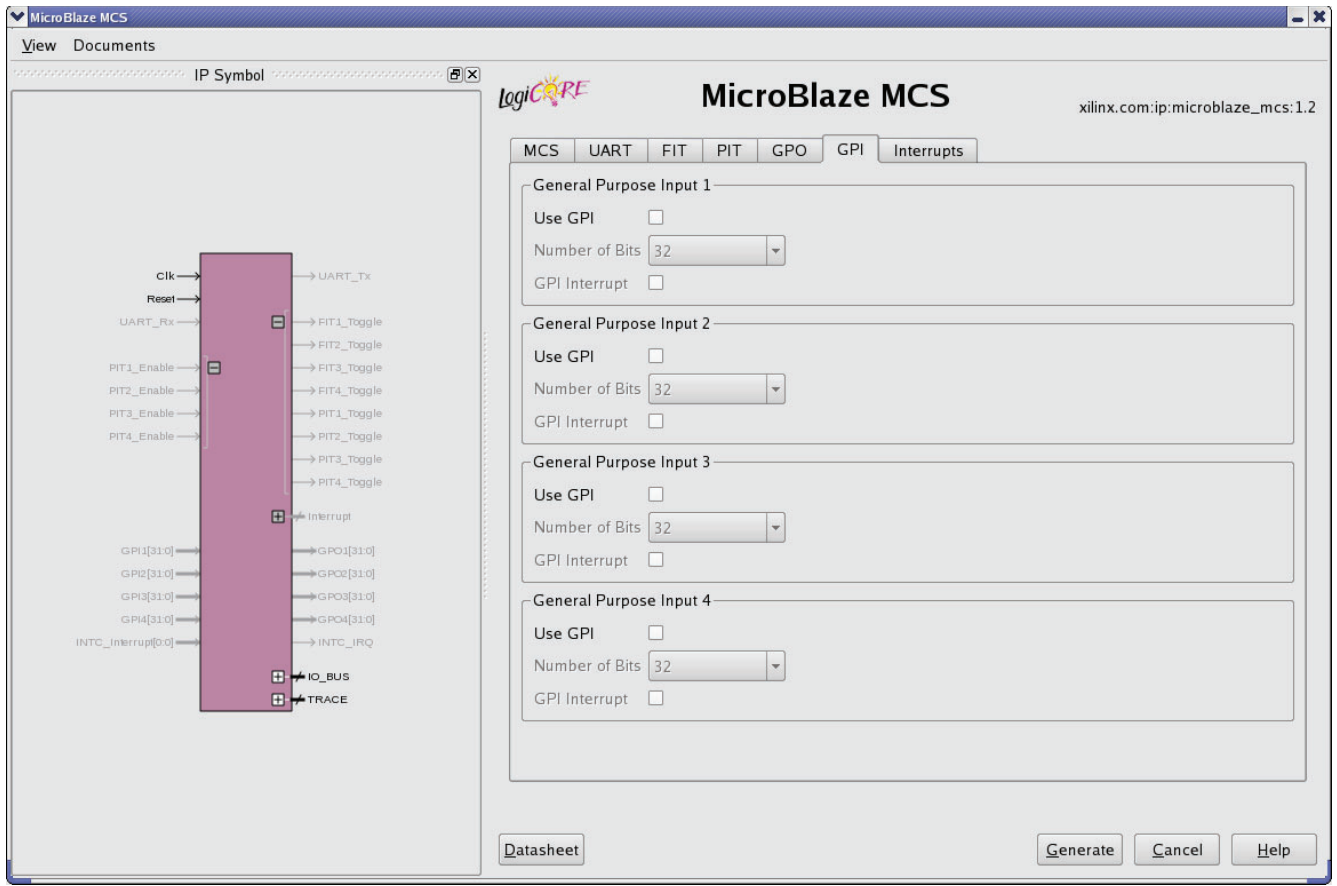 MicroBlaze MCS
View Documents
IP Symbol
logiCORE
MicroBlaze MCS
xilinx.com:ip:microblaze_mcs:1.2
MCS UART FIT PIT GPO GPI Interrupts
General Purpose Input 1
Use GPI
Number of Bits 32
GPI Interrupt
General Purpose Input 2
Use GPI
Number of Bits 32
GPI Interrupt
General Purpose Input 3
Use GPI
Number of Bits 32
GPI Interrupt
General Purpose Input 4
Use GPI
Number of Bits 32
GPI Interrupt
Clk UART_Tx
Reset
UART_Rx FIT1_Toggle
FIT2_Toggle
PIT1_Enable FIT3_Toggle
PIT2_Enable FIT4_Toggle
PIT3_Enable PIT1_Toggle
PIT4_Enable PIT2_Toggle
PIT3_Toggle
PIT4_Toggle
Interrupt
GPI1[31:0] GPO1[31:0]
GPI2[31:0] GPO2[31:0]
GPI3[31:0] GPO3[31:0]
GPI4[31:0] GPO4[31:0]
INTC_Interrupt[0:0] INTC_IRQ
IO_BUS
TRACE
Datasheet Generate Cancel Help